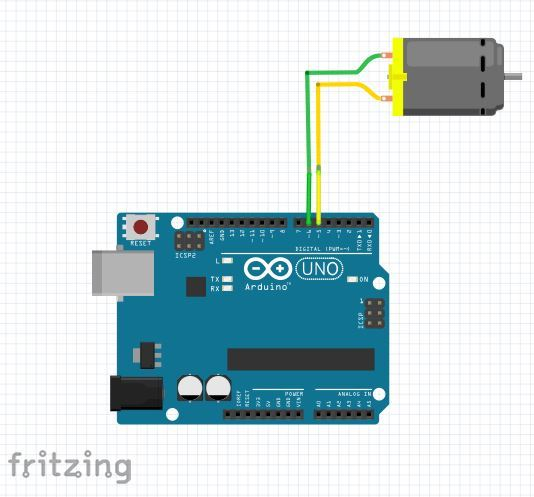 RESET
ICSP2
AREF
GND
13
12
~11
~10
~9
8
7
~6
~5
4
~3
2
TX▶1
RX◀0
DIGITAL (PWM=~)
L
TX
RX
UNO
Arduino™
ON
1
ICSP
IOREF
RESET
3V3
5V
GND
GND
VIN
POWER
ANALOG IN
A0
A1
A2
A3
A4
A5
fritzing